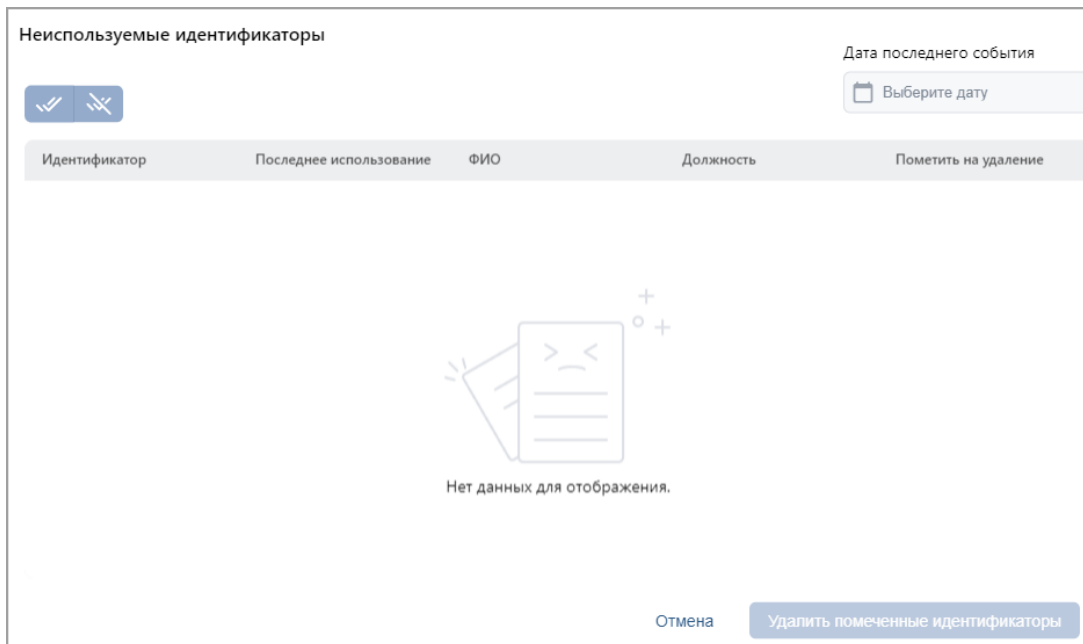 Неиспользуемые идентификаторы
Дата последнего события
Выберите дату
Идентификатор Последнее использование ФИО Должность Пометить на удаление
Нет данных для отображения.
Отмена Удалить помеченные идентификаторы